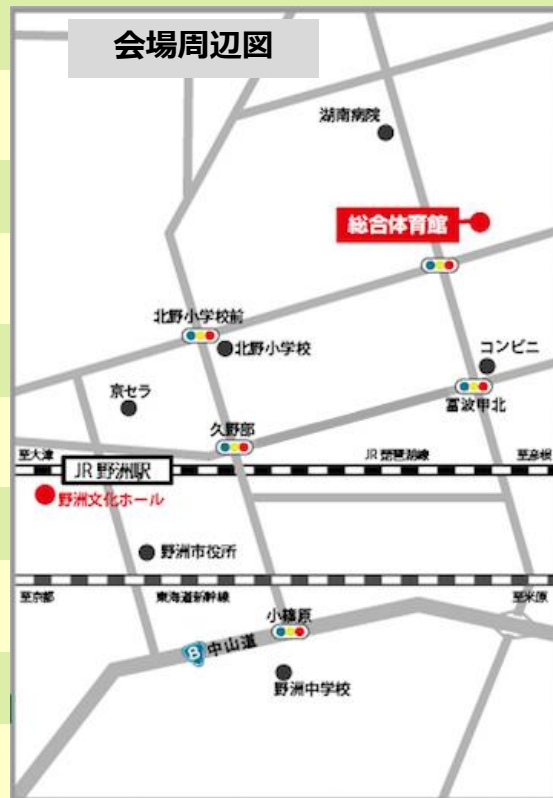 会場周辺図
湖南病院
総合体育館
北野小学校前
北野小学校
コンビニ
京セラ
冨波甲北
久野部
至大津
JR 野洲駅
JR 琵琶湖線
至彦根
野洲文化ホール
野洲市役所
至京都
東海道新幹線
至米原
小篠原
8
中山道
野洲中学校